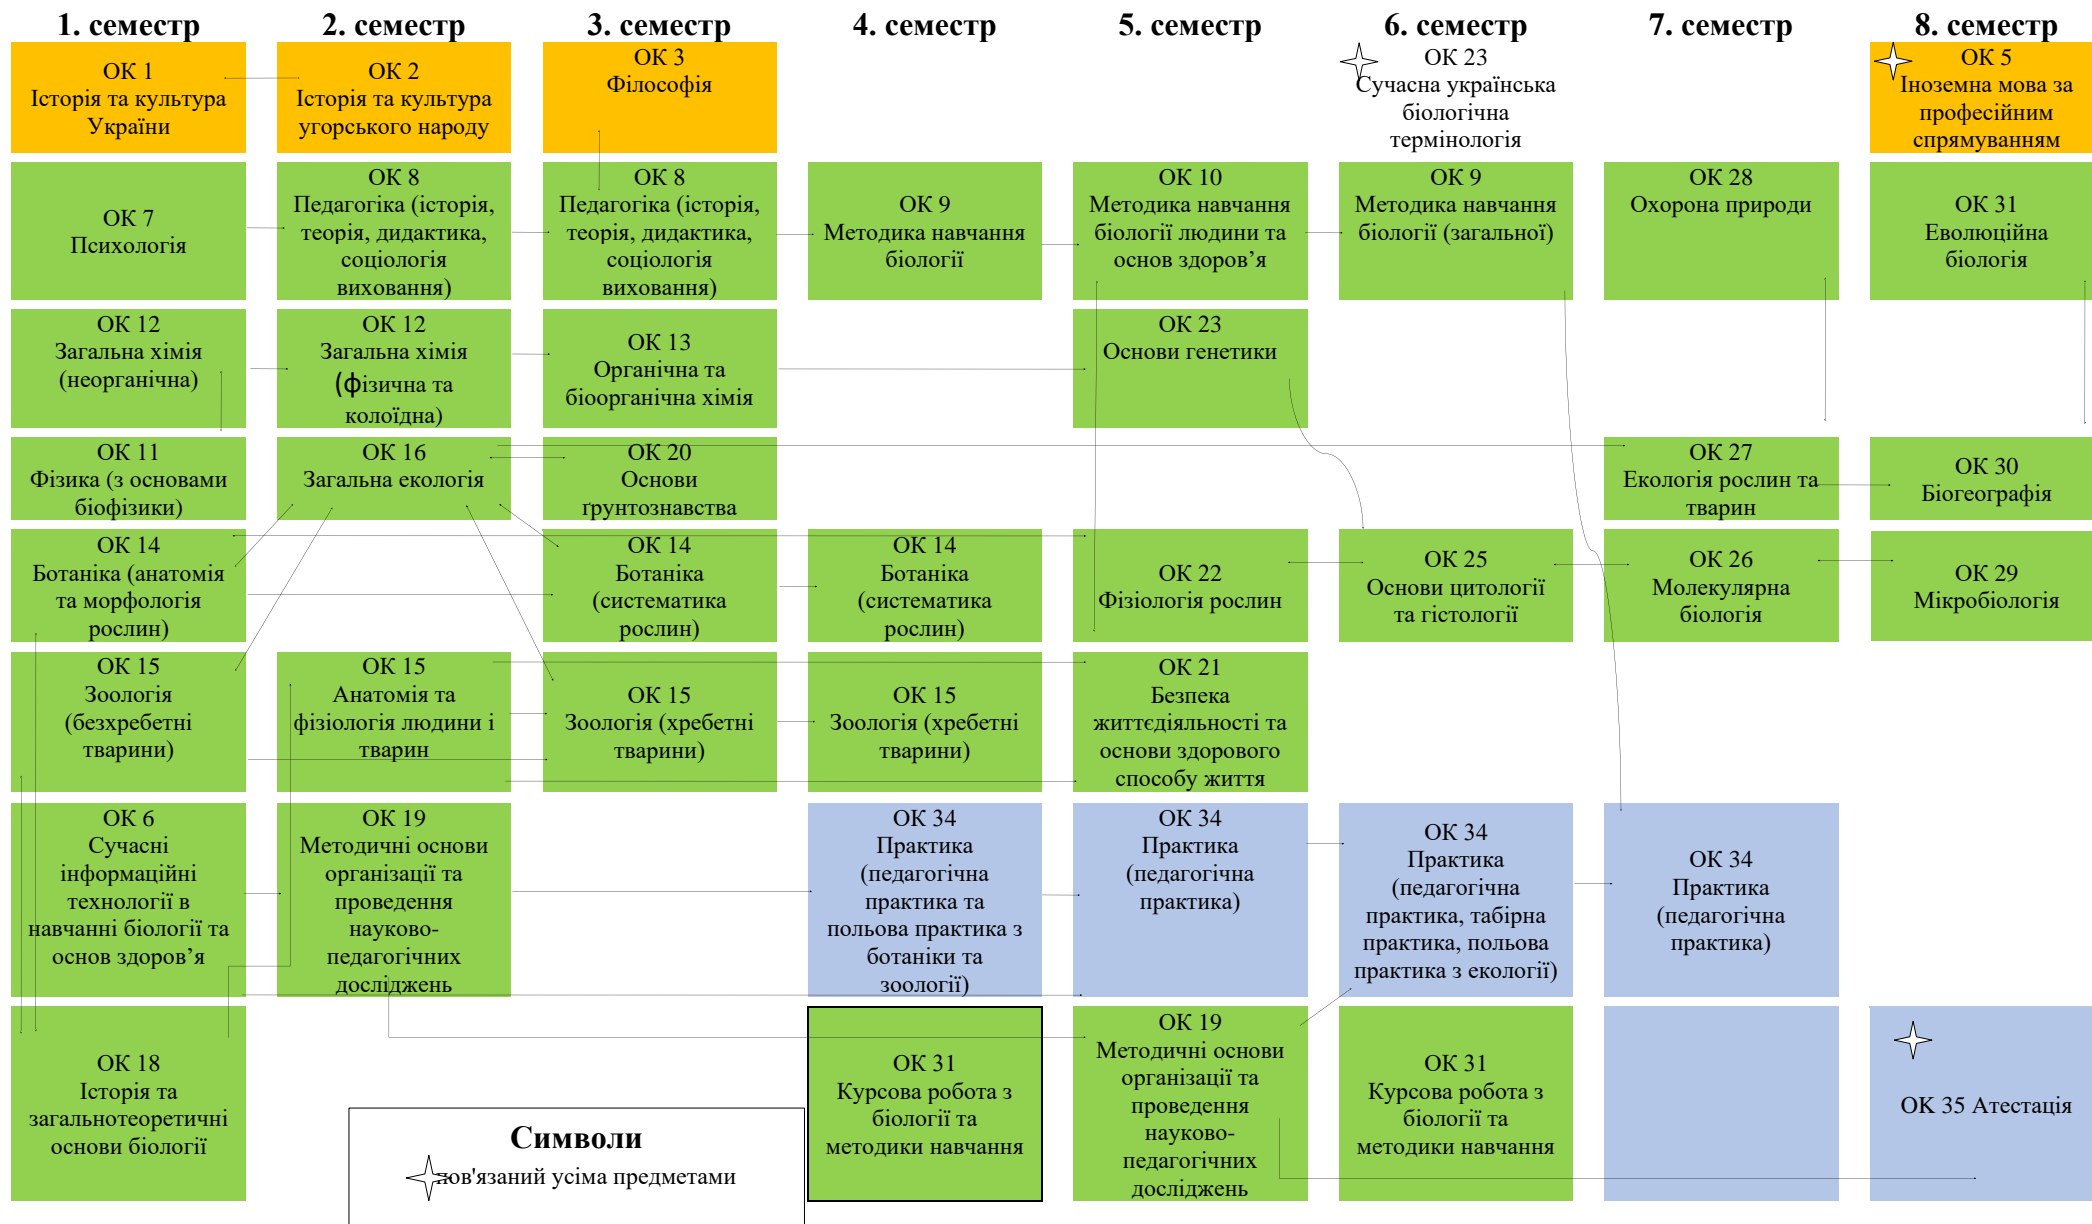 1. семестр
2. семестр
3. семестр
4. семестр
5. семестр
6. семестр
7. семестр
8. семестр
ОК 1
Історія та культура
України
ОК 2
Історія та культура
угорського народу
ОК 3
Філософія
ОК 23
Сучасна українська
біологічна
термінологія
ОК 5
Іноземна мова за
професійним
спрямуванням
ОК 7
Психологія
ОК 8
Педагогіка (історія,
теорія, дидактика,
соціологія
виховання)
ОК 8
Педагогіка (історія,
теорія, дидактика,
соціологія
виховання)
ОК 9
Методика навчання
біології
ОК 10
Методика навчання
біології людини та
основ здоров’я
ОК 9
Методика навчання
біології (загальної)
ОК 28
Охорона природи
ОК 31
Еволюційна
біологія
ОК 12
Загальна хімія
(неорганічна)
ОК 12
Загальна хімія
(фізична та
колоїдна)
ОК 13
Органічна та
біоорганічна хімія
ОК 23
Основи генетики
ОК 11
Фізика (з основами
біофізики)
ОК 16
Загальна екологія
ОК 20
Основи
ґрунтознавства
ОК 27
Екологія рослин та
тварин
ОК 30
Біогеографія
ОК 14
Ботаніка (анатомія
та морфологія
рослин)
ОК 14
Ботаніка
(систематика
рослин)
ОК 14
Ботаніка
(систематика
рослин)
ОК 22
Фізіологія рослин
ОК 25
Основи цитології
та гістології
ОК 26
Молекулярна
біологія
ОК 29
Мікробіологія
ОК 15
Зоологія
(безхребетні
тварини)
ОК 15
Анатомія та
фізіологія людини і
тварин
ОК 15
Зоологія (хребетні
тварини)
ОК 15
Зоологія (хребетні
тварини)
ОК 21
Безпека
життєдіяльності та
основи здорового
способу життя
ОК 6
Сучасні
інформаційні
технології в
навчанні біології та
основ здоров’я
ОК 19
Методичні основи
організації та
проведення
науково-
педагогічних
досліджень
ОК 34
Практика
(педагогічна
практика та
польова практика з
ботаніки та
зоології)
ОК 34
Практика
(педагогічна
практика)
ОК 34
Практика
(педагогічна
практика, табірна
практика, польова
практика з екології)
ОК 34
Практика
(педагогічна
практика)
ОК 18
Історія та
загальнотеоретичні
основи біології
ОК 31
Курсова робота з
біології та
методики навчання
ОК 19
Методичні основи
організації та
проведення
науково-
педагогічних
досліджень
ОК 31
Курсова робота з
біології та
методики навчання
ОК 35 Атестація
Символи
пов'язаний усіма предметами